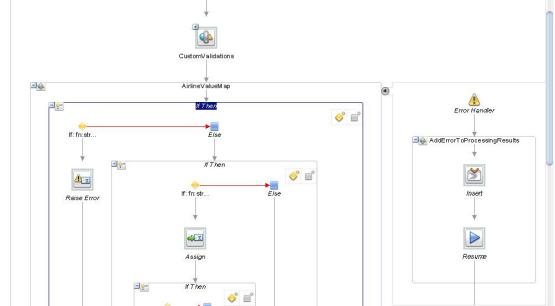 CustomValidations
AirlineValueMap
If Then
If: fn:str...
Else
Raise Error
If Then
If: fn:str...
Else
Assign
If Then
Error Handler
AddErrorToProcessingResults
Insert
Resume